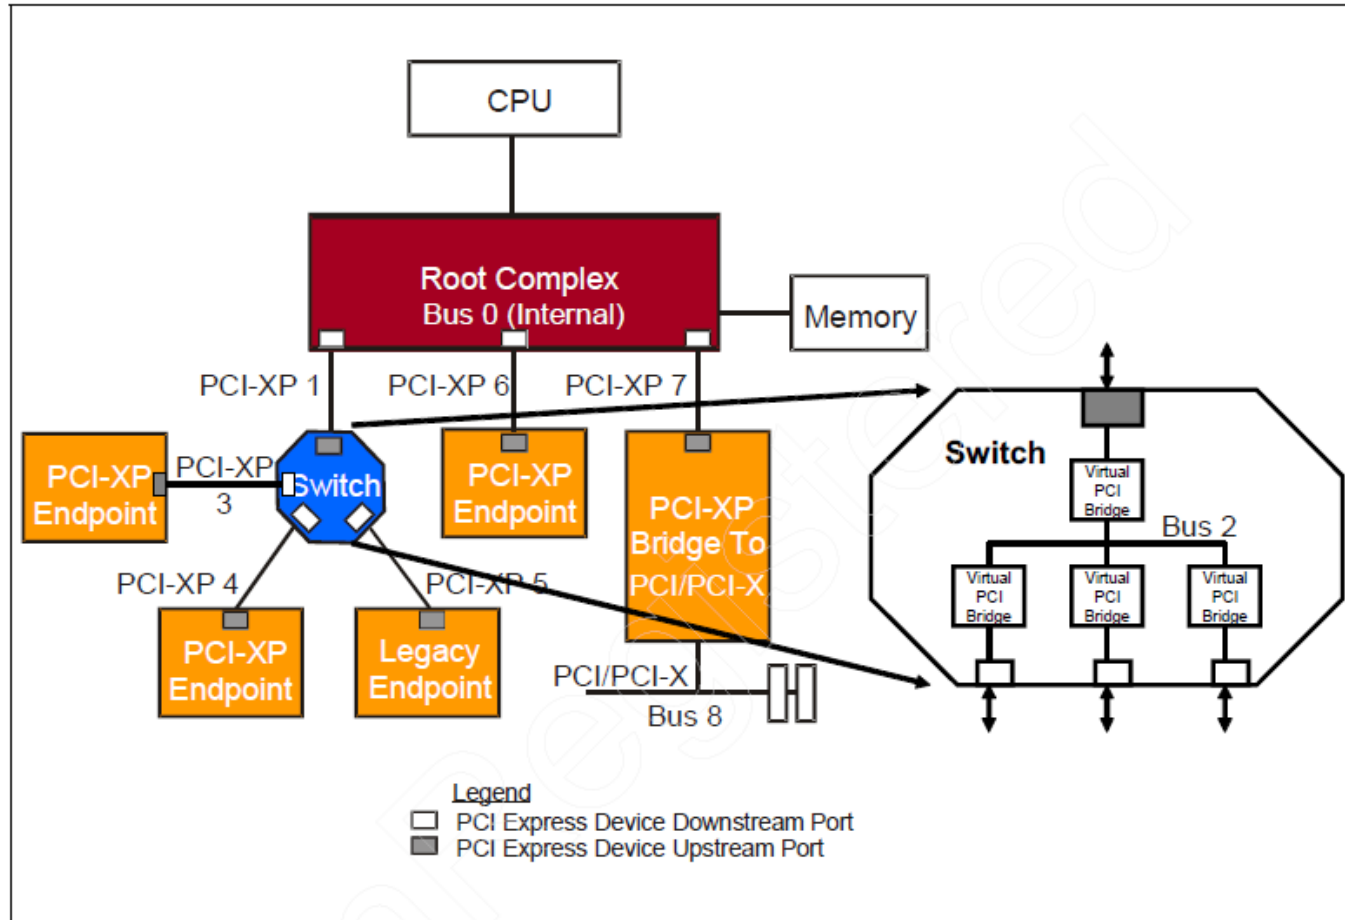 CPU
Root Complex
Bus 0 (Internal)
Memory
PCI-XP 1
PCI-XP 6
PCI-XP 7
PCI-XP
Endpoint
PCI-XP
3
Switch
PCI-XP
Endpoint
PCI-XP
Bridge To
PCI/PCI-X
PCI-XP 4
PCI-XP 5
PCI-XP
Endpoint
Legacy
Endpoint
PCI/PCI-X
Bus 8
Switch
Virtual
PCI
Bridge
Bus 2
Virtual
PCI
Bridge
Virtual
PCI
Bridge
Virtual
PCI
Bridge
Legend
PCI Express Device Downstream Port
PCI Express Device Upstream Port
Registered